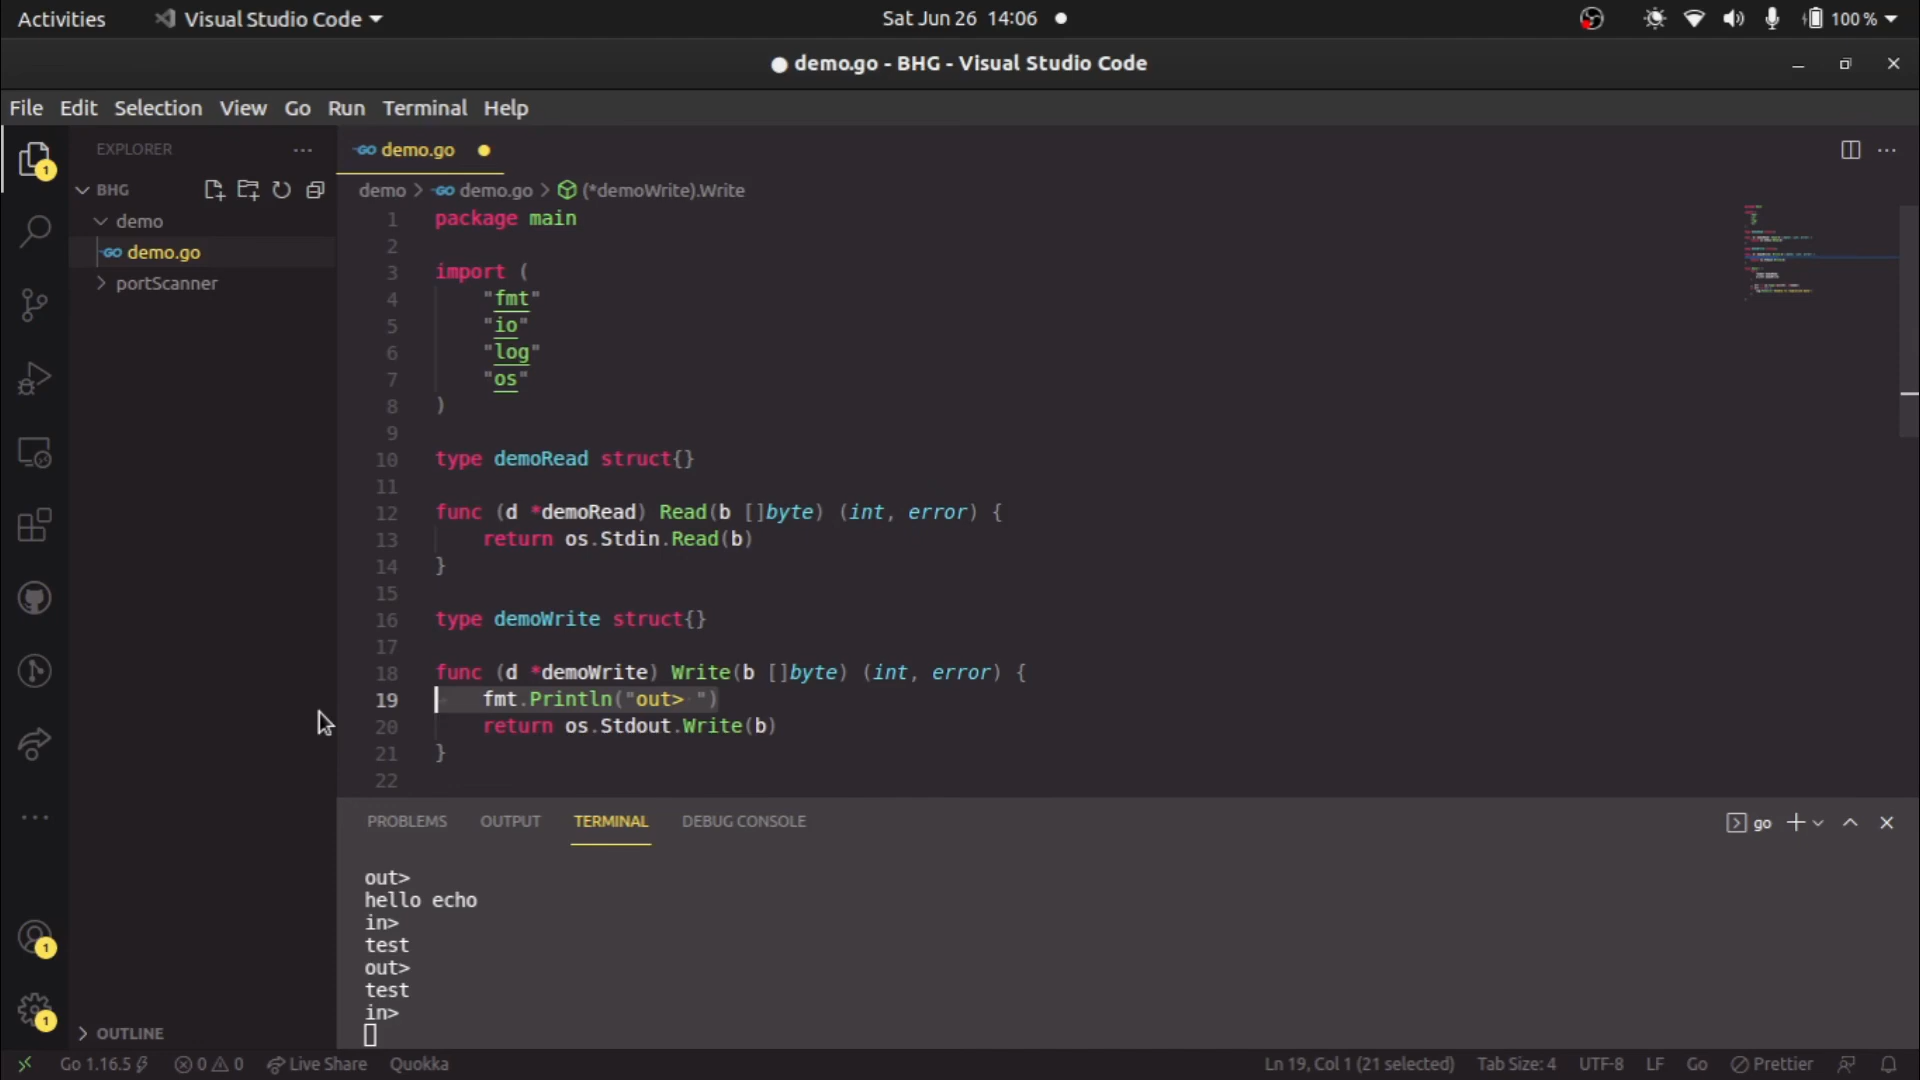 Activities Visual Studio Code Sat Jun 26 14:06 100 %
demo.go - BHG - Visual Studio Code
File Edit Selection View Go Run Terminal Help
EXPLORER
demo.go
BHG
demo > demo.go > (*demoWrite).Write
demo
demo.go
portScanner
1 package main
2
3 import (
4 "fmt"
5 "io"
6 "log"
7 "os"
8 )
9
10 type demoRead struct{}
11
12 func (d *demoRead) Read(b []byte) (int, error) {
13 return os.Stdin.Read(b)
14 }
15
16 type demoWrite struct{}
17
18 func (d *demoWrite) Write(b []byte) (int, error) {
19 fmt.Println("out> ")
20 return os.Stdout.Write(b)
21 }
22
PROBLEMS OUTPUT TERMINAL DEBUG CONSOLE
go
out>
hello echo
in>
test
out>
test
in>
1
1
1
OUTLINE
Go 1.16.5 0 0 Live Share Quokka Ln 19, Col 1 (21 selected) Tab Size: 4 UTF-8 LF Go Prettier